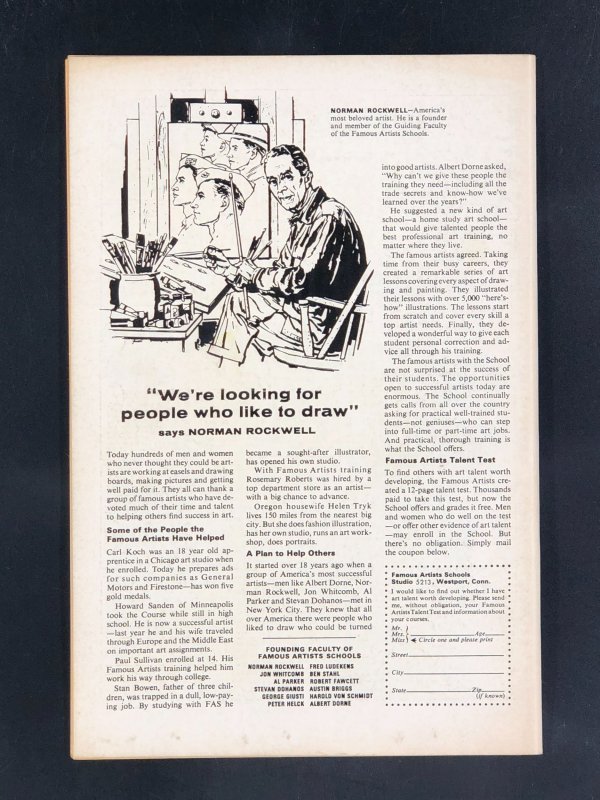 NORMAN ROCKWELL—America's
most beloved artist. He is a founder
and member of the Guiding Faculty
of the Famous Artists Schools.
"We're looking for
people who like to draw"
says NORMAN ROCKWELL
Today hundreds of men and women
who never thought they could be art-
ists are working at easels and drawing
boards, making pictures and getting
well paid for it. They all can thank a
group of famous artists who have de-
voted much of their time and talent
to helping others find success in art.
Some of the People the
Famous Artists Have Helped
Carl Koch was an 18 year old ap-
prentice in a Chicago art studio when
he enrolled. Today he prepares ads
for such companies as General
Motors and Firestone—has won five
gold medals.
Howard Sanden of Minneapolis
took the Course while still in high
school. He is now a successful artist
—last year he and his wife traveled
through Europe and the Middle East
on important art assignments.
Paul Sullivan enrolled at 14. His
Famous Artists training helped him
work his way through college.
Stan Bowen, father of three chil-
dren, was trapped in a dull, low-pay-
ing job. By studying with FAS he
became a sought-after illustrator,
has opened his own studio.
With Famous Artists training
Rosemary Roberts was hired by a
top department store as an artist—
with a big chance to advance.
Oregon housewife Helen Tryk
lives 150 miles from the nearest big
city. But she does fashion illustration,
has her own studio, runs an art work-
shop, does portraits.
A Plan to Help Others
It started over 18 years ago when a
group of America's most successful
artists—men like Albert Dorne, Nor-
man Rockwell, Jon Whitcomb, Al
Parker and Stevan Dohanos—met in
New York City. They knew that all
over America there were people who
liked to draw who could be turned
FOUNDING FACULTY OF
FAMOUS ARTISTS SCHOOLS
NORMAN ROCKWELL FRED LUDEKENS
JON WHITCOMB BEN STAHL
AL PARKER ROBERT FAWCETT
STEVAN DOHANOS AUSTIN BRIGGS
GEORGE GIUSTI HAROLD VON SCHMIDT
PETER HELCK ALBERT DORNE
into good artists. Albert Dorne asked,
"Why can't we give these people the
training they need—including all the
trade secrets and know-how we've
learned over the years?"
He suggested a new kind of art
school—a home study art school—
that would give talented people the
best professional art training, no
matter where they live.
The famous artists agreed. Taking
time from their busy careers, they
created a remarkable series of art
lessons covering every aspect of draw-
ing and painting. They illustrated
their lessons with over 5,000 "here's-
how" illustrations. The lessons start
from scratch and cover every skill a
top artist needs. Finally, they de-
veloped a wonderful way to give each
student personal correction and ad-
vice all through his training.
The famous artists with the School
are not surprised at the success of
their students. The opportunities
open to successful artists today are
enormous. The School continually
gets calls from all over the country
asking for practical well-trained stu-
dents—not geniuses—who can step
into full-time or part-time art jobs.
And practical, thorough training is
what the School offers.
Famous Artists Talent Test
To find others with art talent worth
developing, the Famous Artists cre-
ated a 12-page talent test. Thousands
paid to take this test, but now the
School offers and grades it free. Men
and women who do well on the test
—or offer other evidence of art talent
—may enroll in the School. But
there's no obligation. Simply mail
the coupon below.
Famous Artists Schools
Studio 5213, Westport, Conn.
I would like to find out whether I have
art talent worth developing. Please send
me, without obligation, your Famous
Artists Talent Test and information about
your courses.
Mr.
Mrs. Age
Miss Circle one and please print
Street
City
State Zip
(if known)